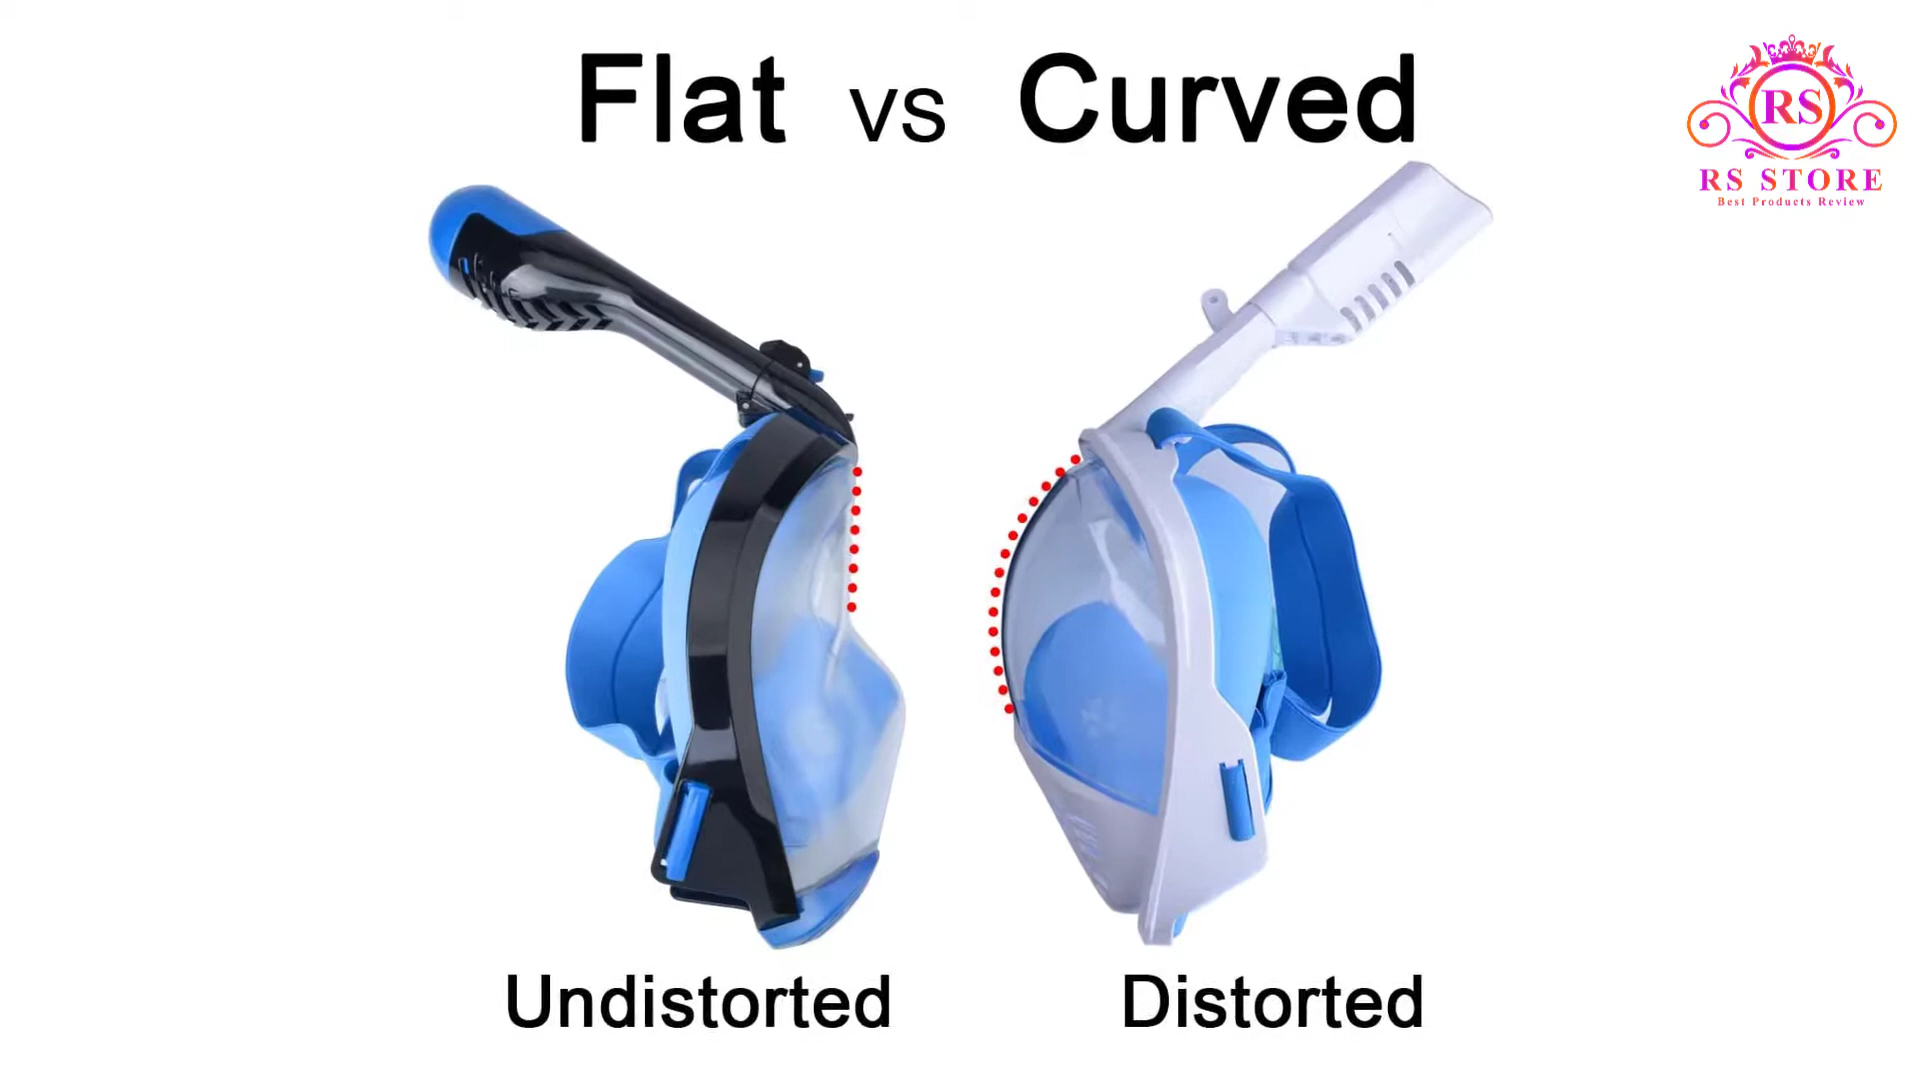 Flat vs Curved
RS
RS STORE
Best Products Review
Undistorted Distorted